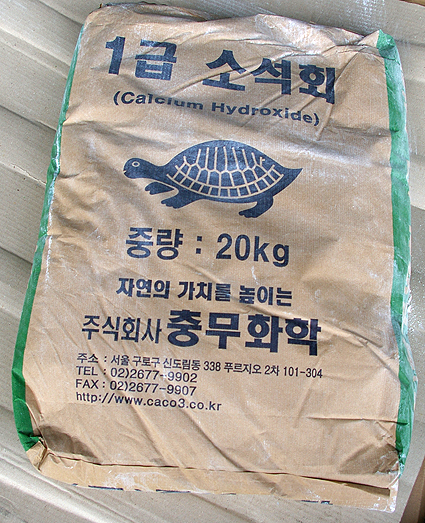 1급 소석회
(Calcium Hydroxide)
중량 : 20kg
자연의 가치를 높이는
주식회사 충무화학
주소 : 서울 구로구 신도림동 338 푸르지오 2차 101-304
TEL : 02)2677-9902
FAX : 02)2677-9907
http://www.caco3.co.kr